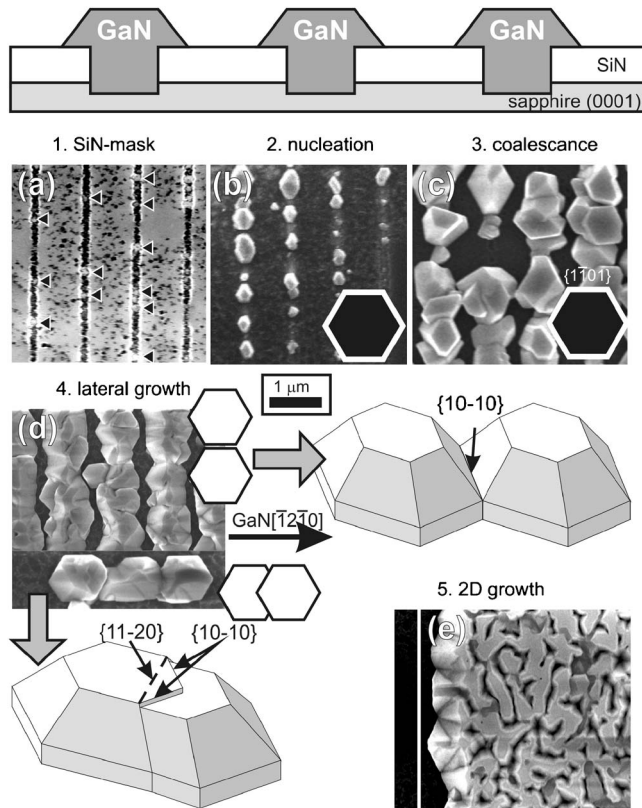 GaN GaN GaN
SiN
sapphire (0001)
1. SiN-mask 2. nucleation 3. coalescance
(a) (b) (c)
{1̅101}
4. lateral growth
1 μm
(d)
{10-10}
GaN[1̅21̅0]
5. 2D growth
(e)
{11-20} {10-10}